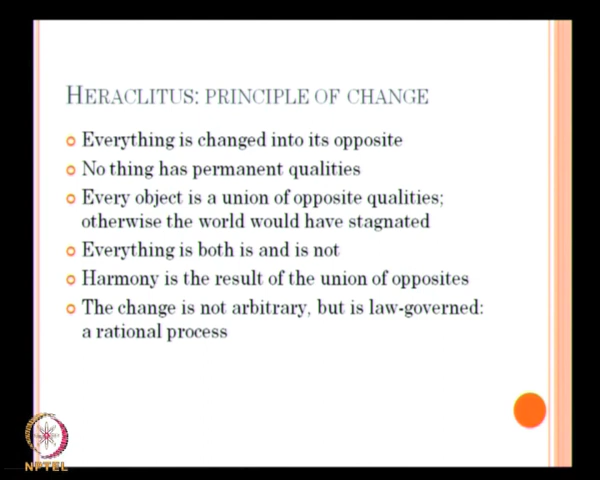 HERACLITUS: PRINCIPLE OF CHANGE
Everything is changed into its opposite
No thing has permanent qualities
Every object is a union of opposite qualities;
otherwise the world would have stagnated
Everything is both is and is not
Harmony is the result of the union of opposites
The change is not arbitrary, but is law-governed:
a rational process
NPTEL